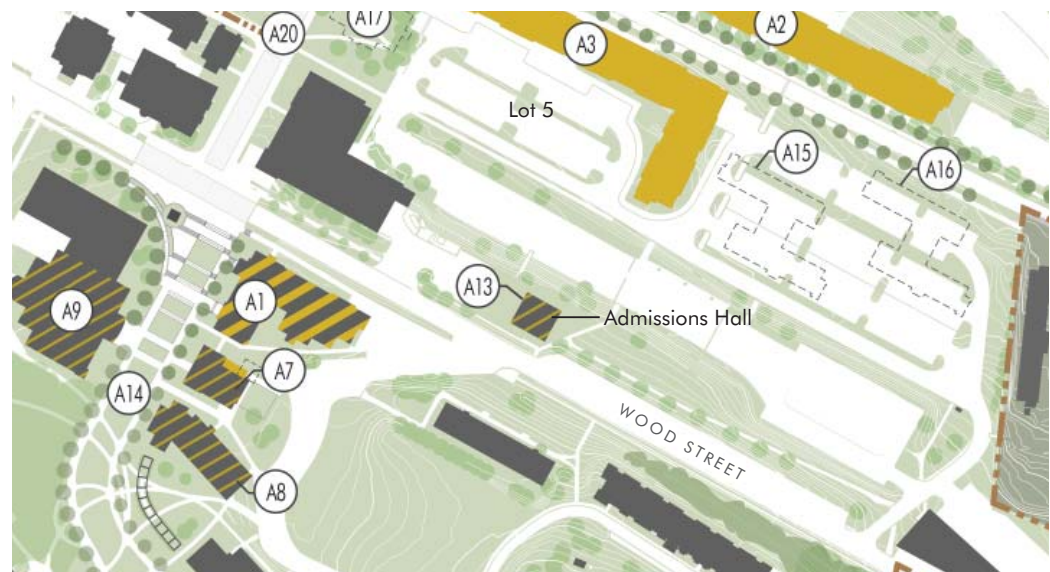 A17
A20
A3
A2
Lot 5
A15
A16
A13
A1
A9
Admissions Hall
A7
A14
WOOD STREET
A8